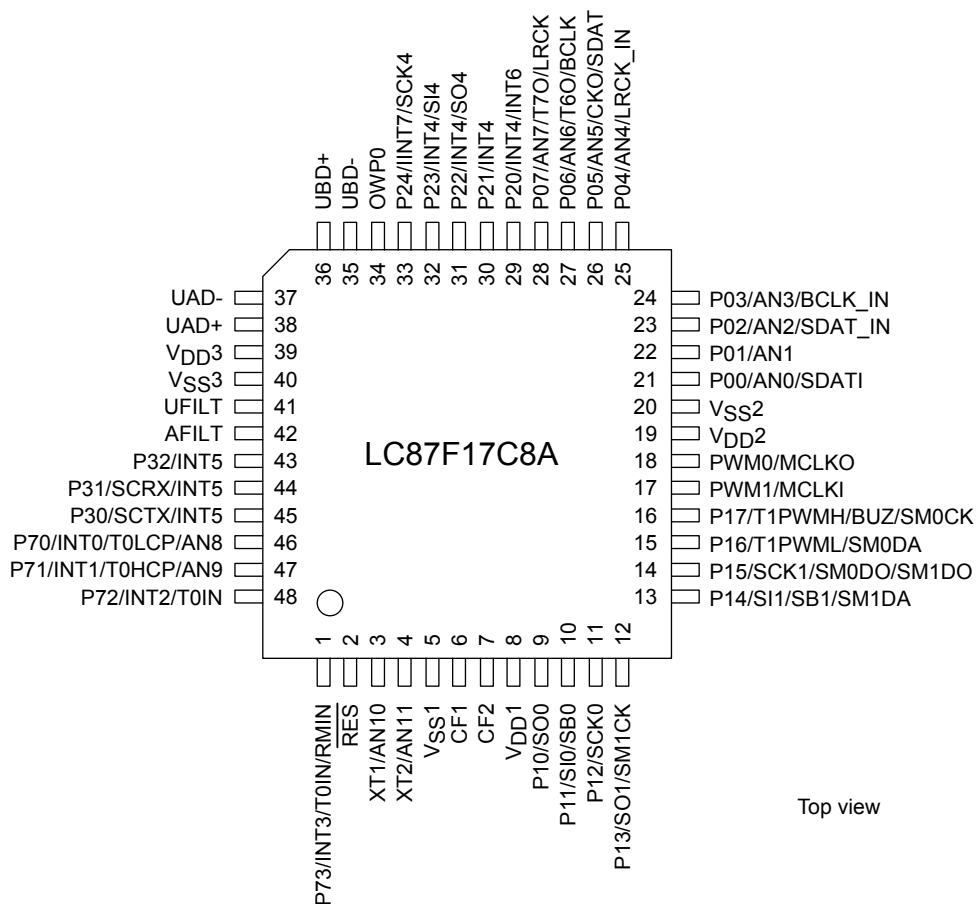 UBD+
UBD-
OWP0
P24/IINT7/SCK4
P23/INT4/SI4
P22/INT4/SO4
P21/INT4
P20/INT4/INT6
P07/AN7/T7O/LRCK
P06/AN6/T6O/BCLK
P05/AN5/CKO/SDAT
P04/AN4/LRCK_IN
36
35
34
33
32
31
30
29
28
27
26
25
UAD- 37
UAD+ 38
VDD3 39
VSS3 40
UFILT 41
AFILT 42
P32/INT5 43
P31/SCRX/INT5 44
P30/SCTX/INT5 45
P70/INT0/T0LCP/AN8 46
P71/INT1/T0HCP/AN9 47
P72/INT2/T0IN 48
LC87F17C8A
24 P03/AN3/BCLK_IN
23 P02/AN2/SDAT_IN
22 P01/AN1
21 P00/AN0/SDATI
20 VSS2
19 VDD2
18 PWM0/MCLKO
17 PWM1/MCLKI
16 P17/T1PWMH/BUZ/SM0CK
15 P16/T1PWML/SM0DA
14 P15/SCK1/SM0DO/SM1DO
13 P14/SI1/SB1/SM1DA
1
2
3
4
5
6
7
8
9
10
11
12
P73/INT3/T0IN/RMIN
RES
XT1/AN10
XT2/AN11
VSS1
CF1
CF2
VDD1
P10/SO0
P11/SI0/SB0
P12/SCK0
P13/SO1/SM1CK
Top view